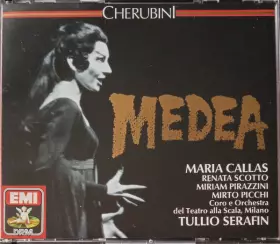 CHERUBINI
MEDEA
MARIA CALLAS
RENATA SCOTTO
MIRIAM PIRAZZINI
MIRTO PICCHI
Coro e Orchestra
del Teatro alla Scala, Milano
TULLIO SERAFIN
EMI
DRM